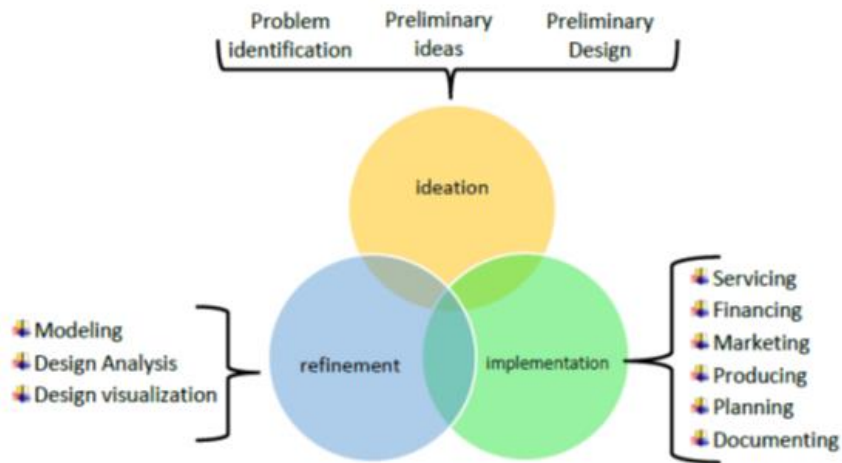 Problem
identification
Preliminary
ideas
Preliminary
Design
ideation
refinement
implementation
Modeling
Design Analysis
Design visualization
Servicing
Financing
Marketing
Producing
Planning
Documenting